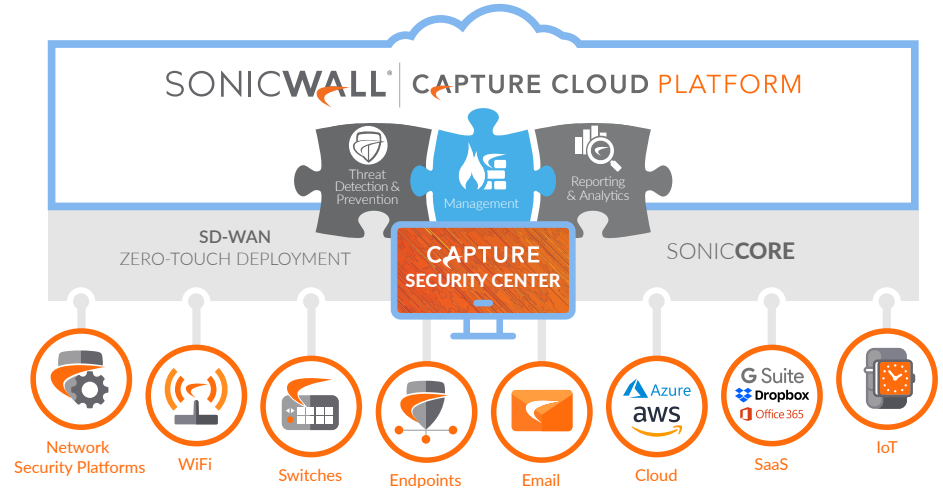 SONICWALL® | CAPTURE CLOUD PLATFORM
Threat
Detection &
Prevention
Management
Reporting
& Analytics
SD-WAN
ZERO-TOUCH DEPLOYMENT
CAPTURE
SECURITY CENTER
SONICCORE
Network
Security Platforms
WiFi
Switches
Endpoints
Email
Azure
aws
Cloud
G Suite
Dropbox
Office 365
SaaS
IoT